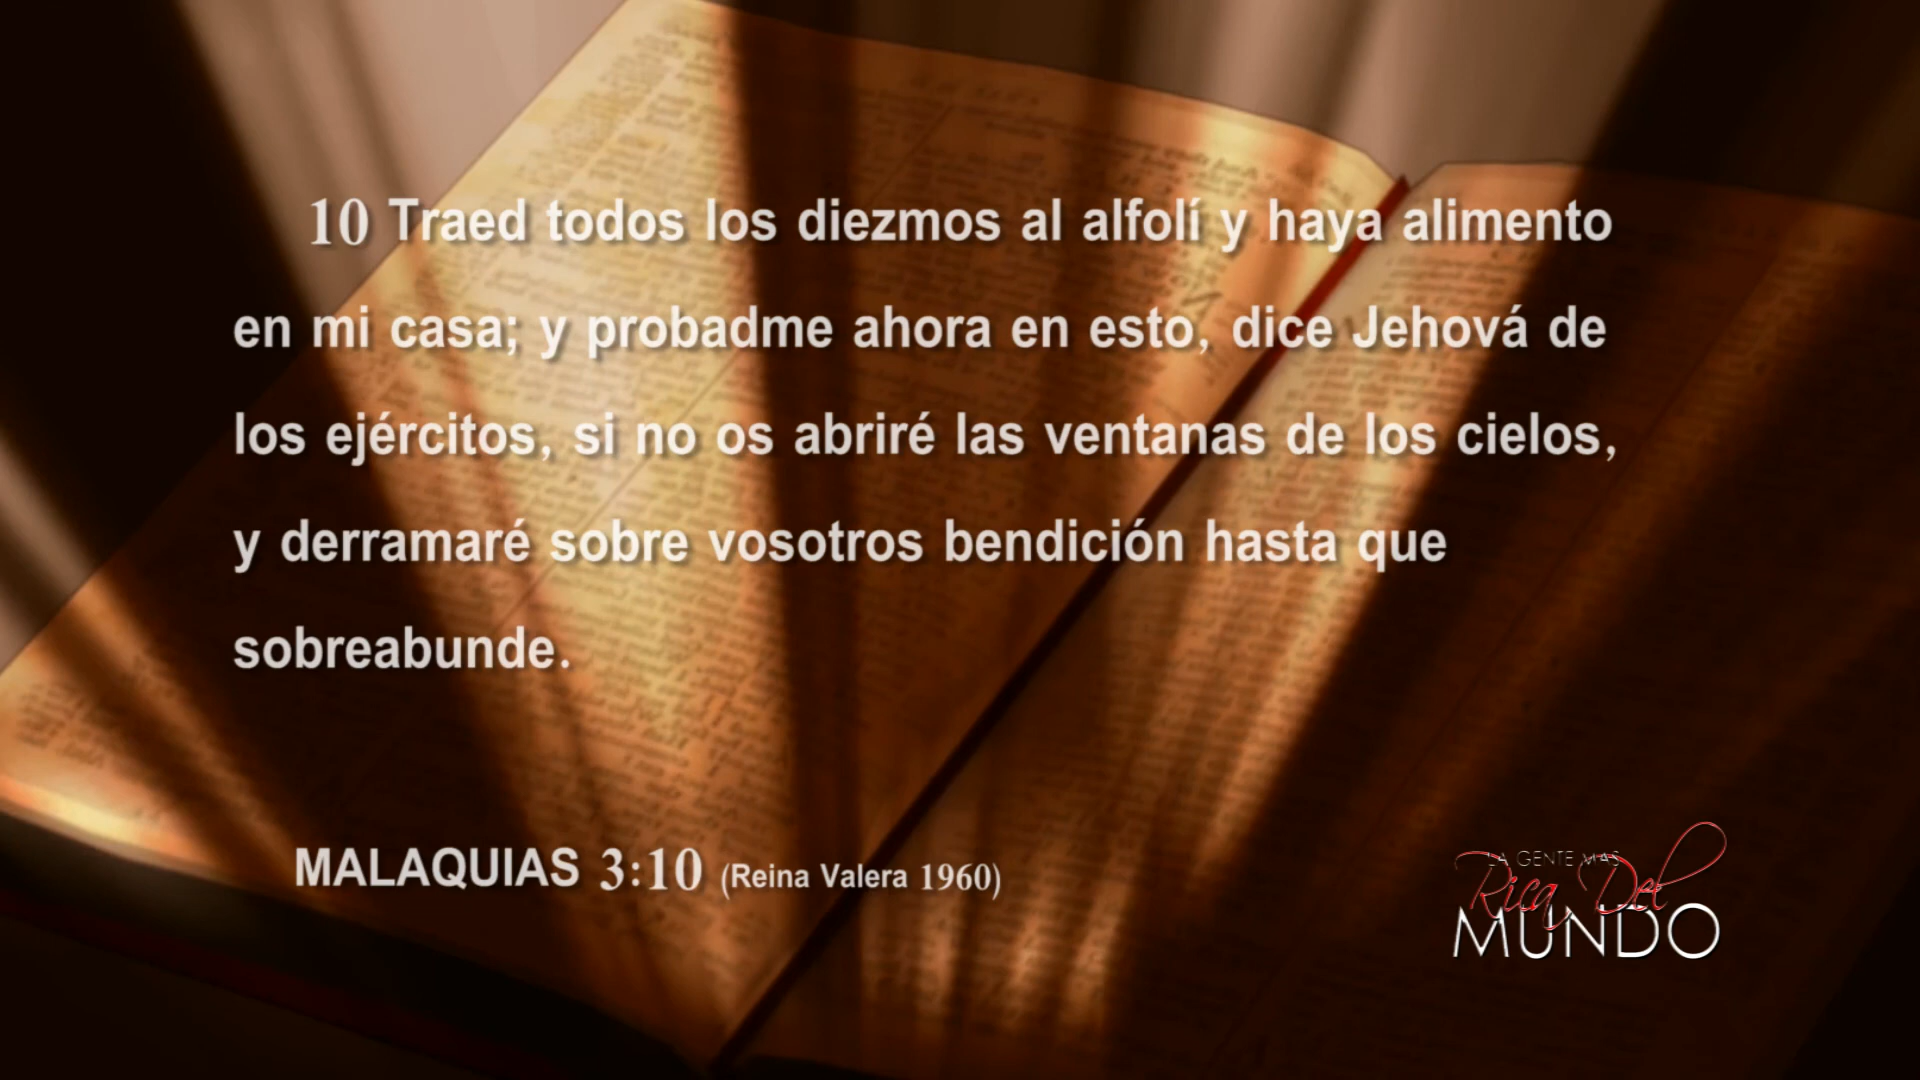 10 Traed todos los diezmos al alfolí y haya alimento
en mi casa; y probadme ahora en esto, dice Jehová de
los ejércitos, si no os abriré las ventanas de los cielos,
y derramaré sobre vosotros bendición hasta que
sobreabunde.
MALAQUIAS 3:10 (Reina Valera 1960)
LA GENTE MAS
Rica Del
MUNDO